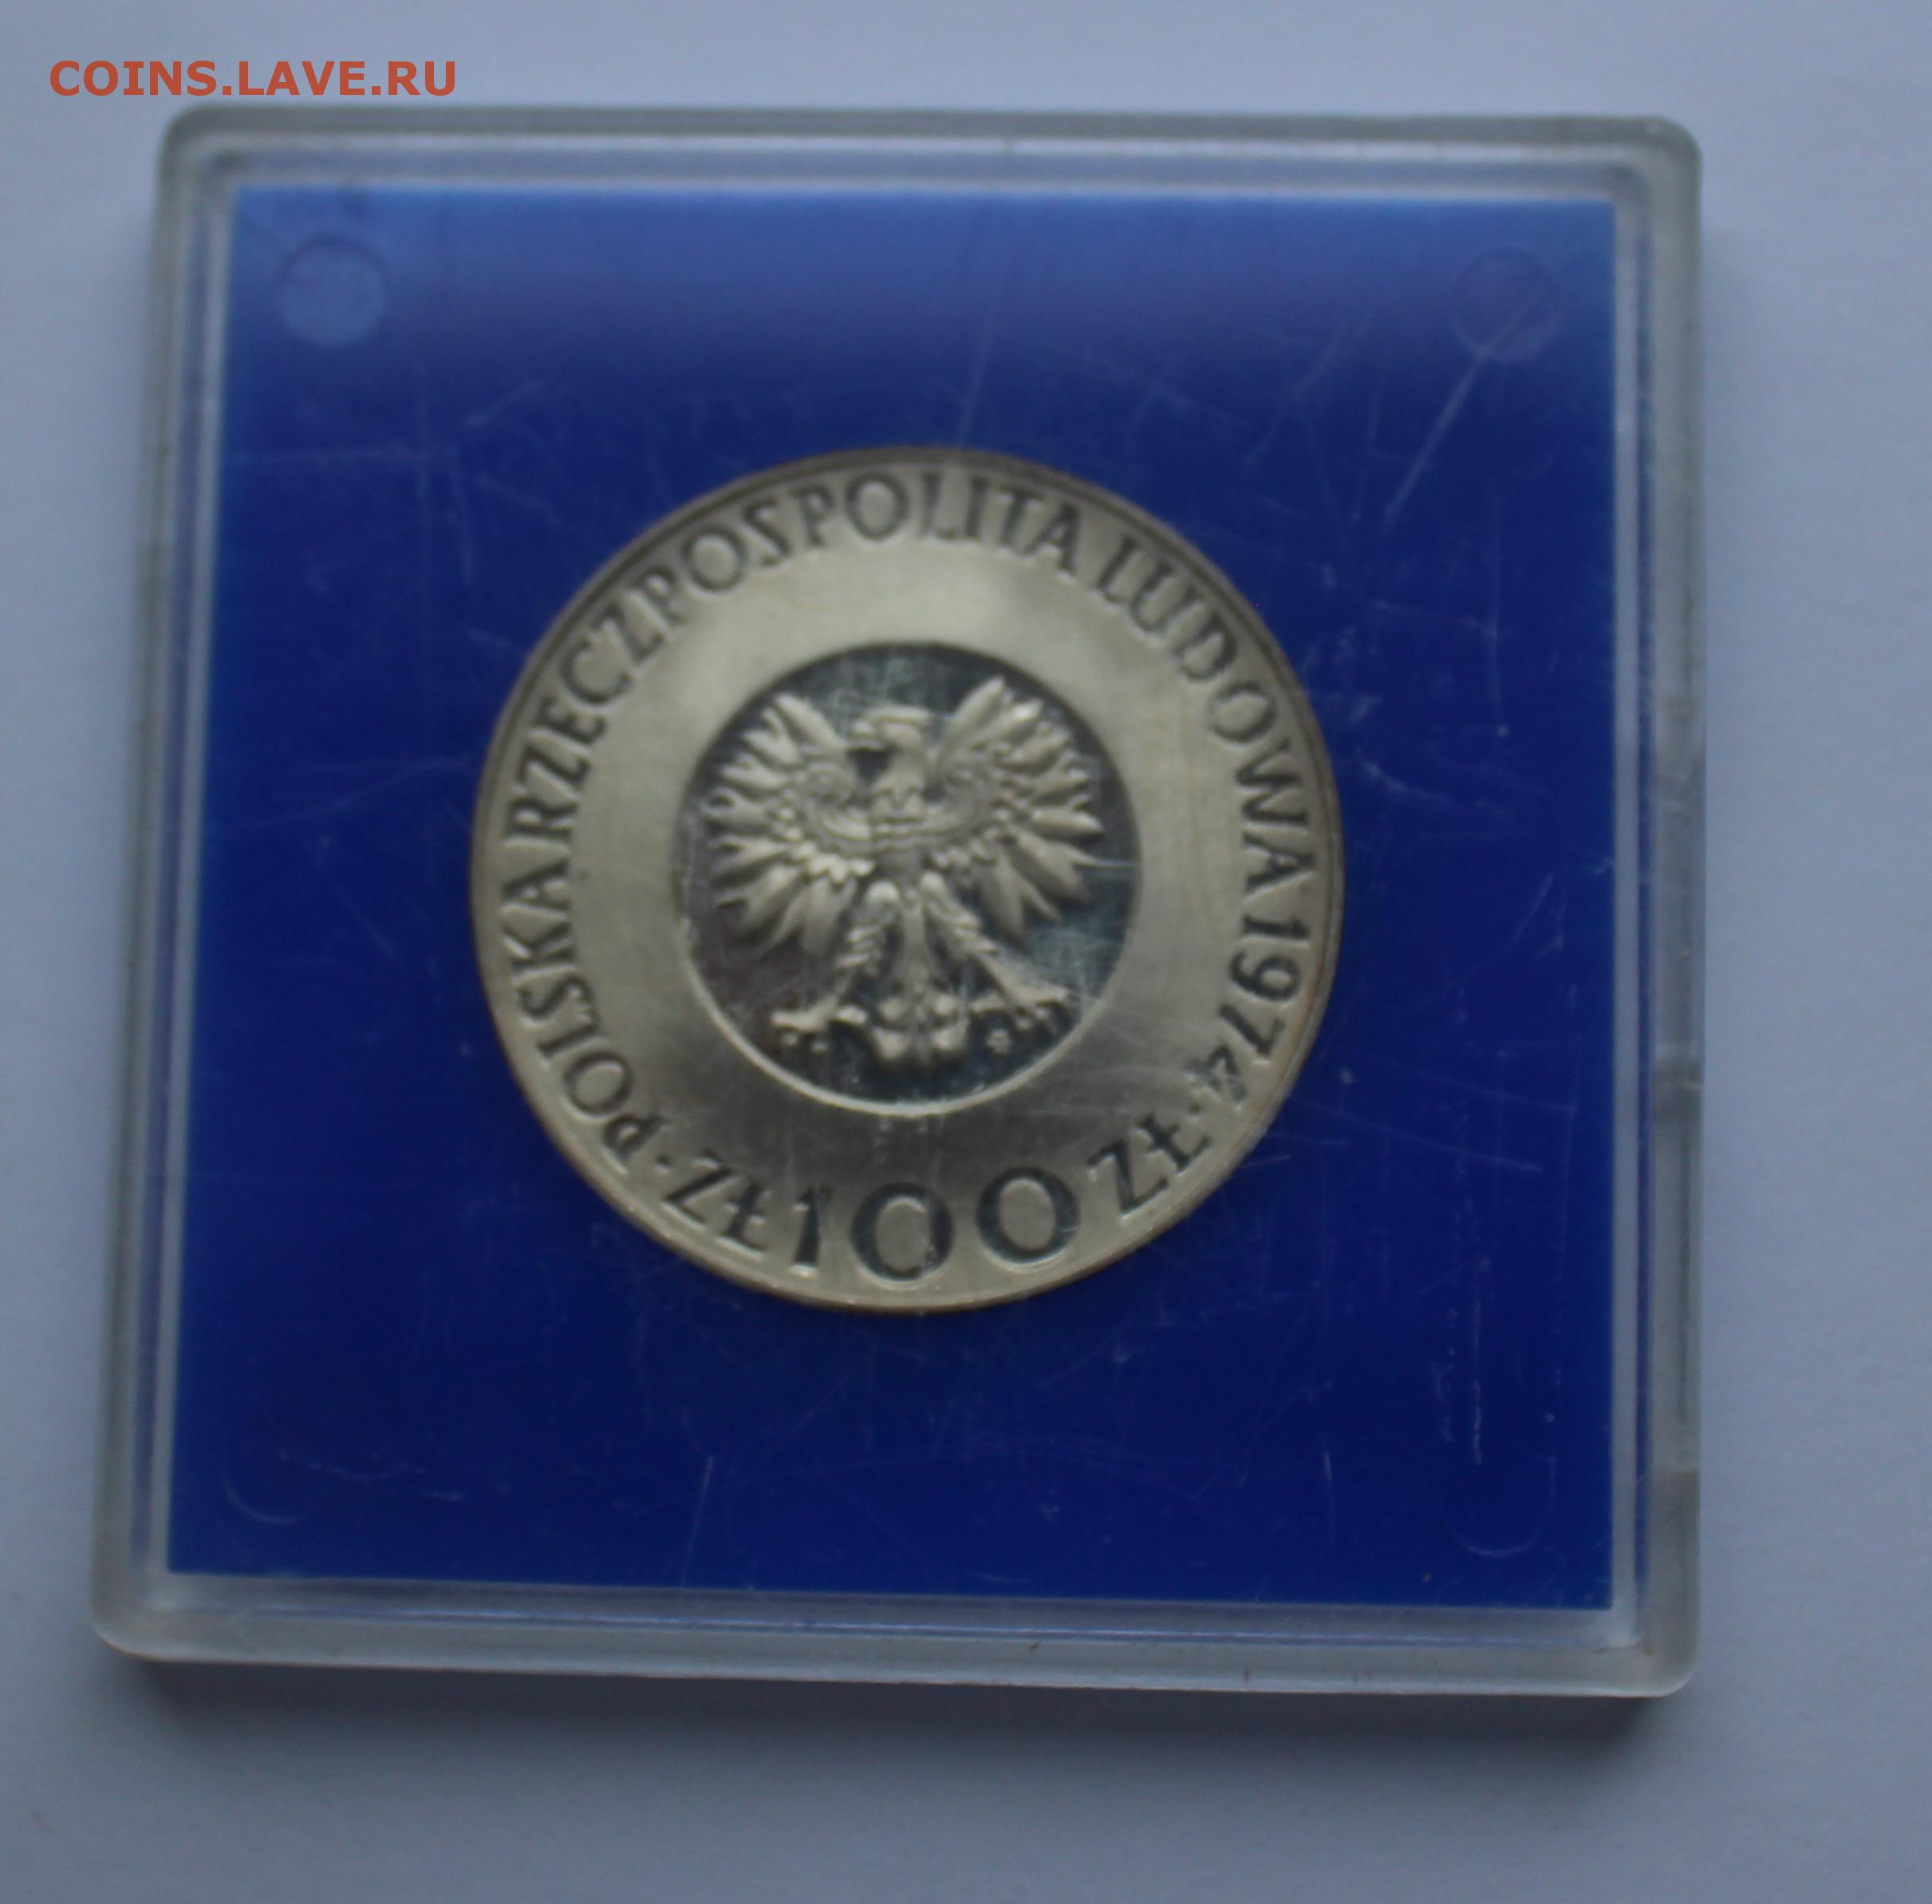 COINS.LAVE.RU
POLSKA RZECZPOSPOLITA LUDOWA 1974
· ZŁ 100 ZŁ ·